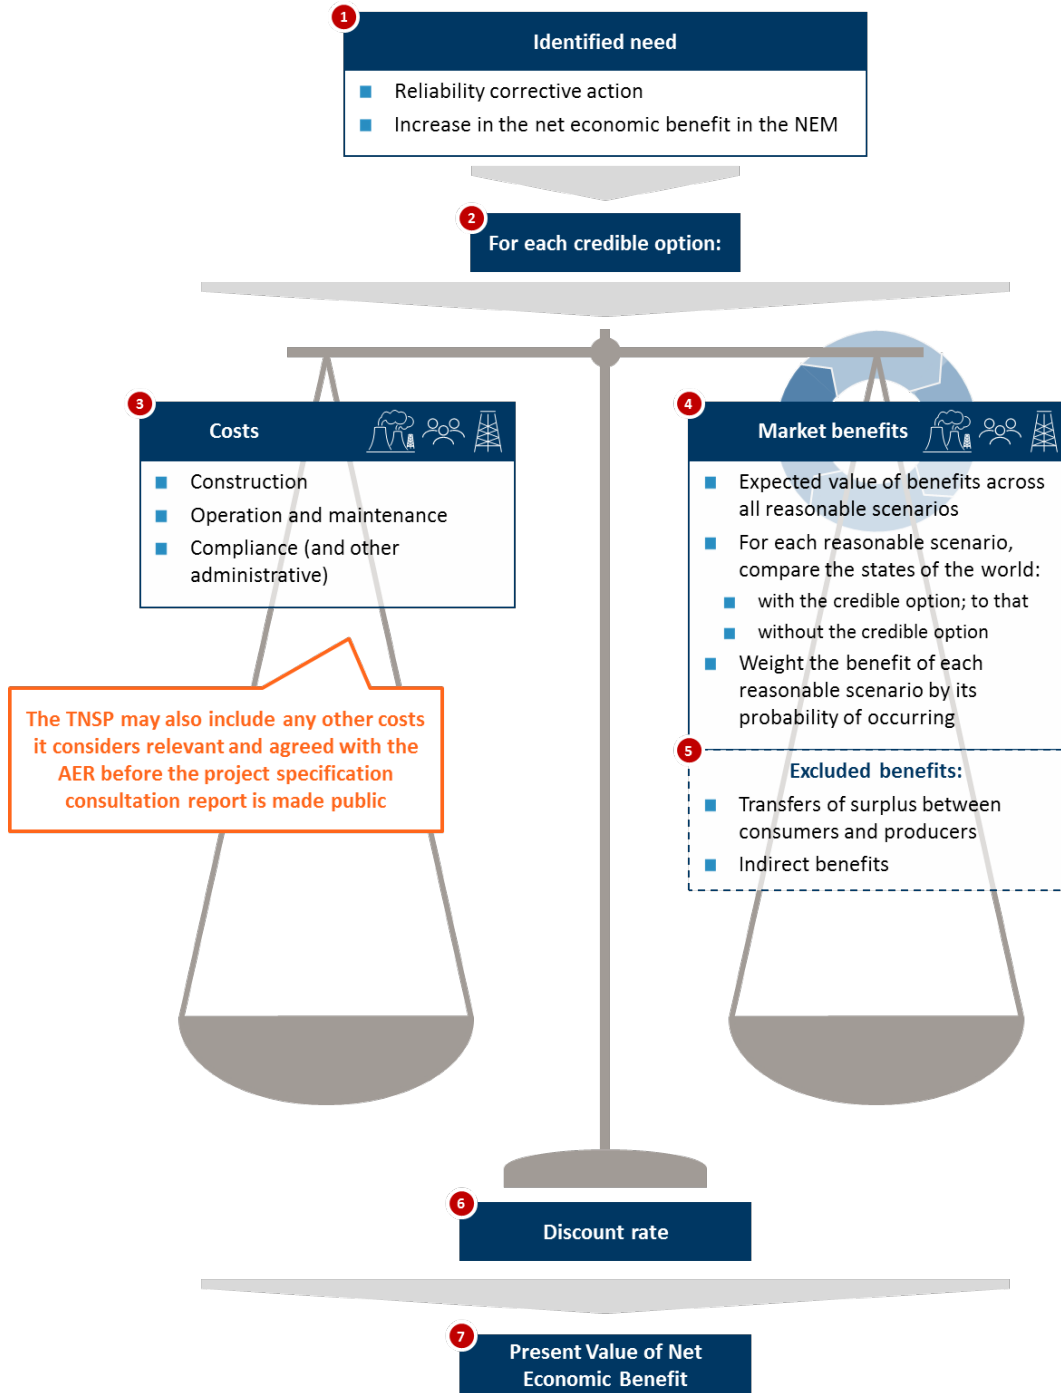 1
Identified need
Reliability corrective action
Increase in the net economic benefit in the NEM
2
For each credible option:
3
Costs
Construction
Operation and maintenance
Compliance (and other
administrative)
The TNSP may also include any other costs
it considers relevant and agreed with the
AER before the project specification
consultation report is made public
4
Market benefits
Expected value of benefits across
all reasonable scenarios
For each reasonable scenario,
compare the states of the world:
with the credible option; to that
without the credible option
Weight the benefit of each
reasonable scenario by its
probability of occurring
5
Excluded benefits:
Transfers of surplus between
consumers and producers
Indirect benefits
6
Discount rate
7
Present Value of Net
Economic Benefit